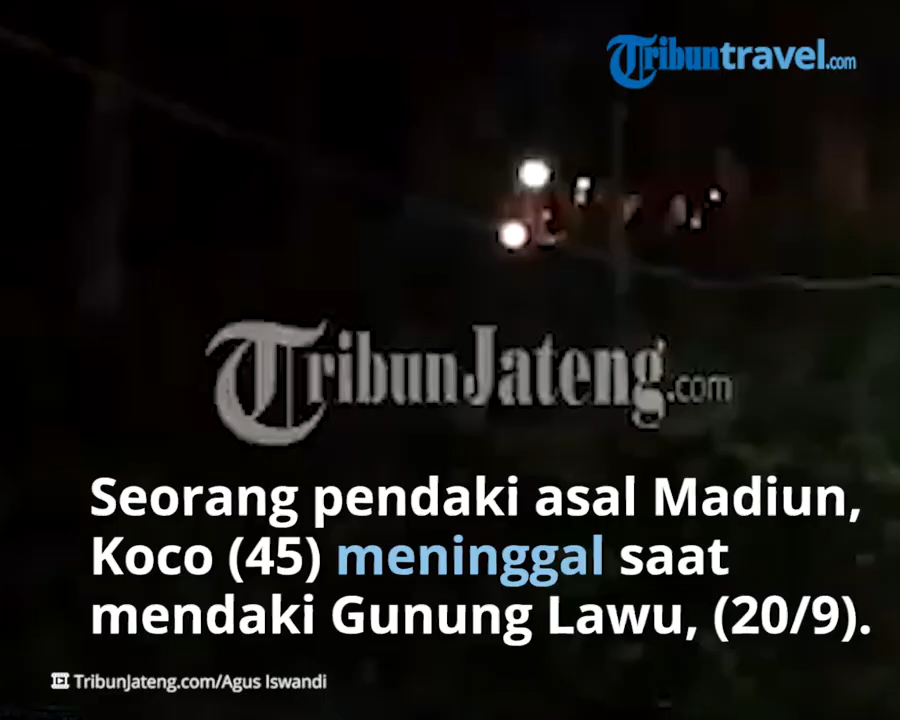 Tribuntravel.com
TribunJateng.com
Seorang pendaki asal Madiun,
Koco (45) meninggal saat
mendaki Gunung Lawu, (20/9).
TribunJateng.com/Agus Iswandi